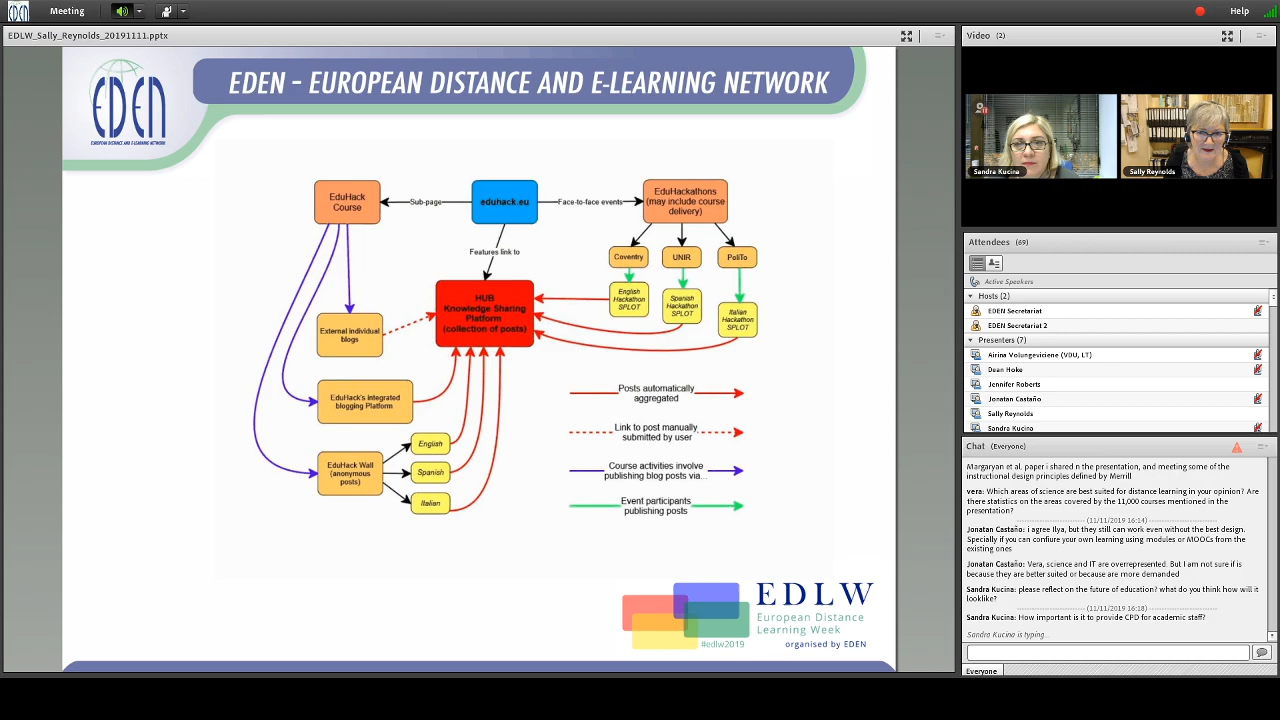 EDEN
Meeting
Help
EDLW_Sally_Reynolds_20191111.pptx
EDEN
EUROPEAN DISTANCE AND E-LEARNING NETWORK
EDEN – EUROPEAN DISTANCE AND E-LEARNING NETWORK
EduHack
Course
Sub-page
eduhack.eu
Face-to-face events
EduHackathons
(may include course
delivery)
Features link to
Coventry
UNIR
PoliTo
English
Hackathon
SPLOT
Spanish
Hackathon
SPLOT
Italian
Hackathon
SPLOT
HUB
Knowledge Sharing
Platform
(collection of posts)
External individual
blogs
EduHack's integrated
blogging Platform
EduHack Wall
(anonymous
posts)
English
Spanish
Italian
Posts automatically
aggregated
Link to post manually
submitted by user
Course activities involve
publishing blog posts via...
Event participants
publishing posts
EDLW
European Distance
Learning Week
#edlw2019
organised by EDEN
Video (2)
Sandra Kucina
Sally Reynolds
Attendees (69)
Active Speakers
Hosts (2)
EDEN Secretariat
EDEN Secretariat 2
Presenters (7)
Airina Volungeviciene (VDU, LT)
Dean Hoke
Jennifer Roberts
Jonatan Castaño
Sally Reynolds
Sandra Kucina
Chat (Everyone)
Margaryan et al. paper i shared in the presentation, and meeting some of the
instructional design principles defined by Merrill
vera: Which areas of science are best suited for distance learning in your opinion? Are
there statistics on the areas covered by the 11,000 courses mentioned in the
presentation?
(11/11/2019 16:14)
Jonatan Castaño: i agree Ilya, but they still can work even without the best design.
Specially if you can confiure your own learning using modules or MOOCs from the
existing ones
Jonatan Castaño: Vera, science and IT are overrepresented. But I am not sure if is
because they are better suited or because are more demanded
Sandra Kucina: please reflect on the future of education? what do you think how will it
looklike?
(11/11/2019 16:18)
Sandra Kucina: How important is it to provide CPD for academic staff?
Sandra Kucina is typing...
Everyone